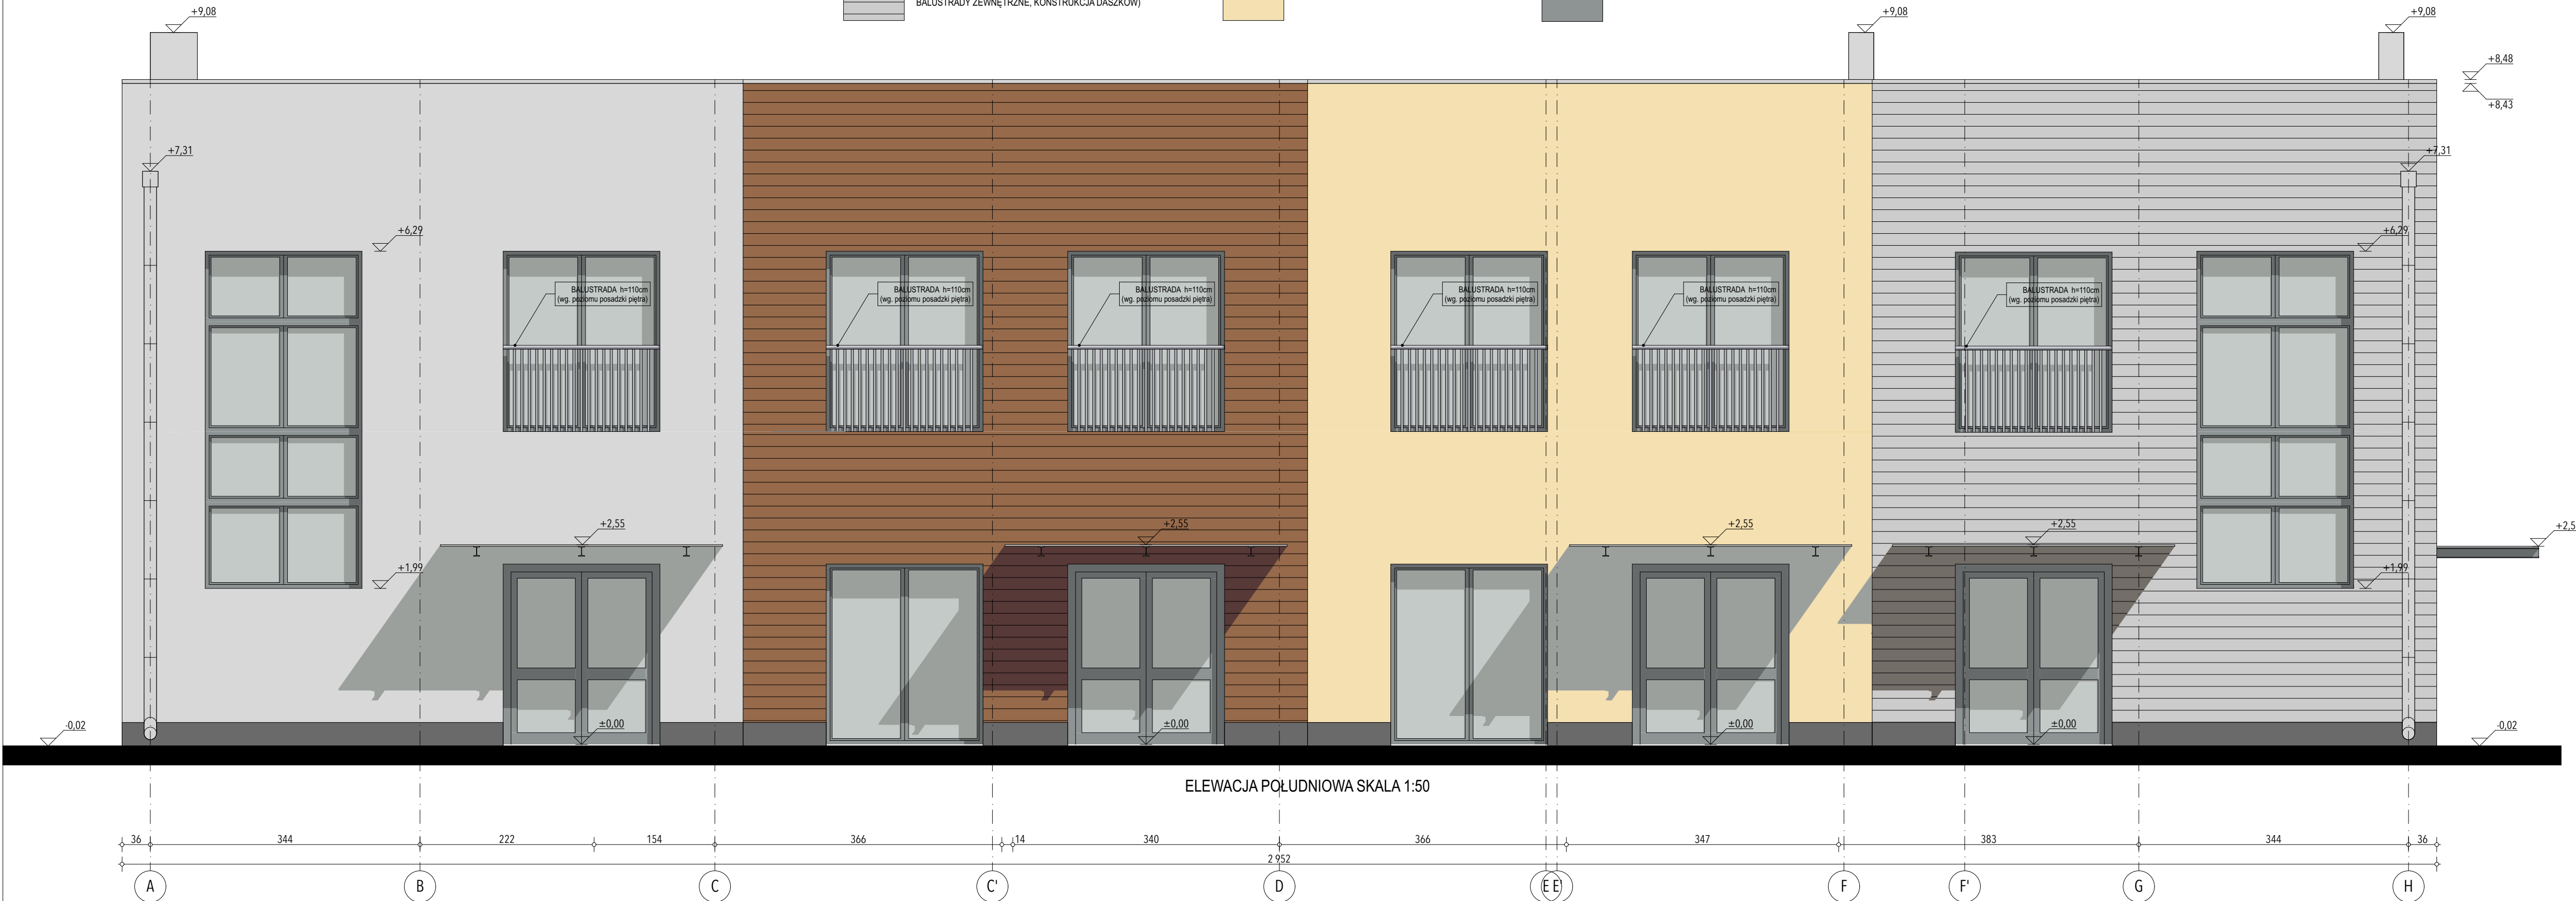 BALUSTRADY ZEWNĘTRZNE, KONSTRUKCJA DASZKÓW)
+9,08
+9,08
+9,08
+8,48
+8,43
+7,31
+7,31
+6,29
+6,29
BALUSTRADA h=110cm
(wg. poziomu posadzki piętra)
BALUSTRADA h=110cm
(wg. poziomu posadzki piętra)
BALUSTRADA h=110cm
(wg. poziomu posadzki piętra)
BALUSTRADA h=110cm
(wg. poziomu posadzki piętra)
BALUSTRADA h=110cm
(wg. poziomu posadzki piętra)
BALUSTRADA h=110cm
(wg. poziomu posadzki piętra)
+2,55
+2,55
+2,55
+2,55
+2,5
+1,99
+1,99
-0,02
±0,00
±0,00
±0,00
±0,00
-0,02
ELEWACJA POŁUDNIOWA SKALA 1:50
36 344 222 154 366 14 340 366 347 383 344 36
2 952
A B C C' D E E' F F' G H